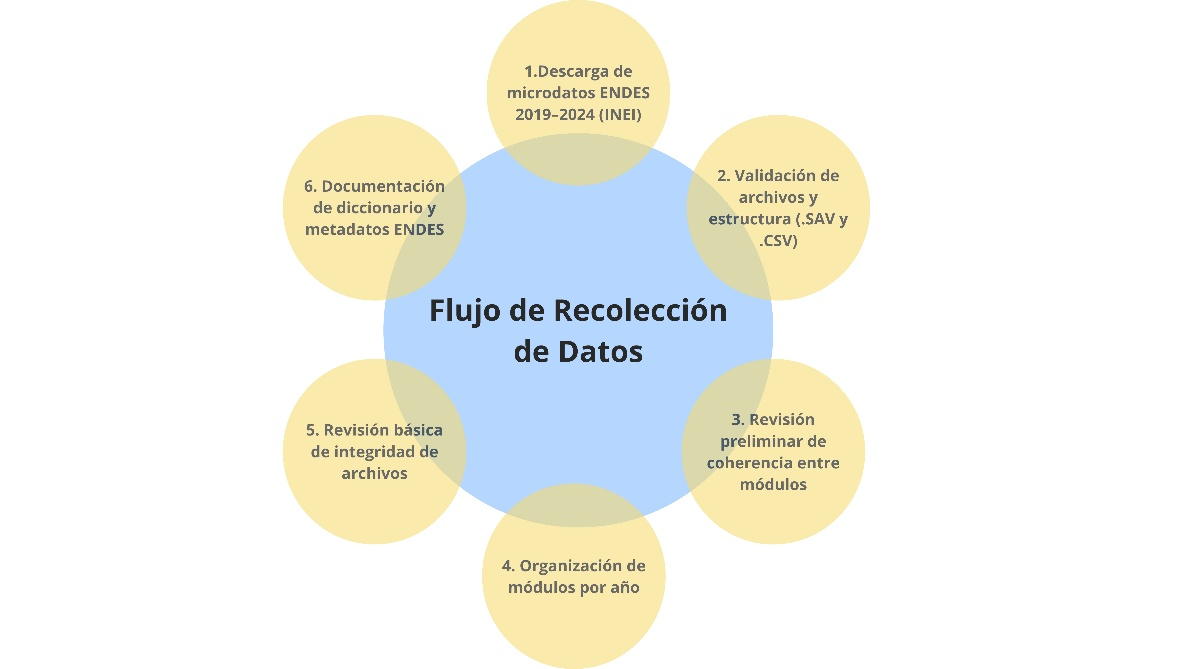 1.Descarga de
microdatos ENDES
2019–2024 (INEI)
2. Validación de
archivos y
estructura (.SAV y
.CSV)
3. Revisión
preliminar de
coherencia entre
módulos
4. Organización de
módulos por año
5. Revisión básica
de integridad de
archivos
6. Documentación
de diccionario y
metadatos ENDES
Flujo de Recolección
de Datos